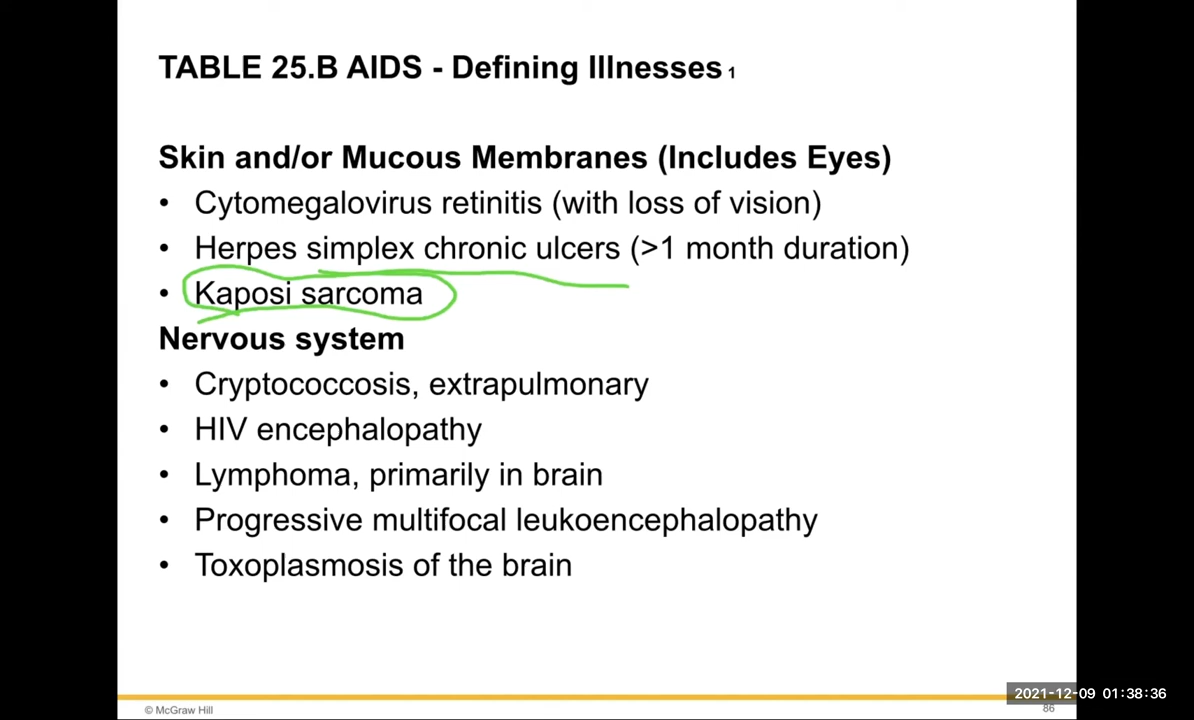 TABLE 25.B AIDS - Defining Illnesses 1
Skin and/or Mucous Membranes (Includes Eyes)
• Cytomegalovirus retinitis (with loss of vision)
• Herpes simplex chronic ulcers (>1 month duration)
• Kaposi sarcoma
Nervous system
• Cryptococcosis, extrapulmonary
• HIV encephalopathy
• Lymphoma, primarily in brain
• Progressive multifocal leukoencephalopathy
• Toxoplasmosis of the brain
2021-12-09 01:38:36
© McGraw Hill
86